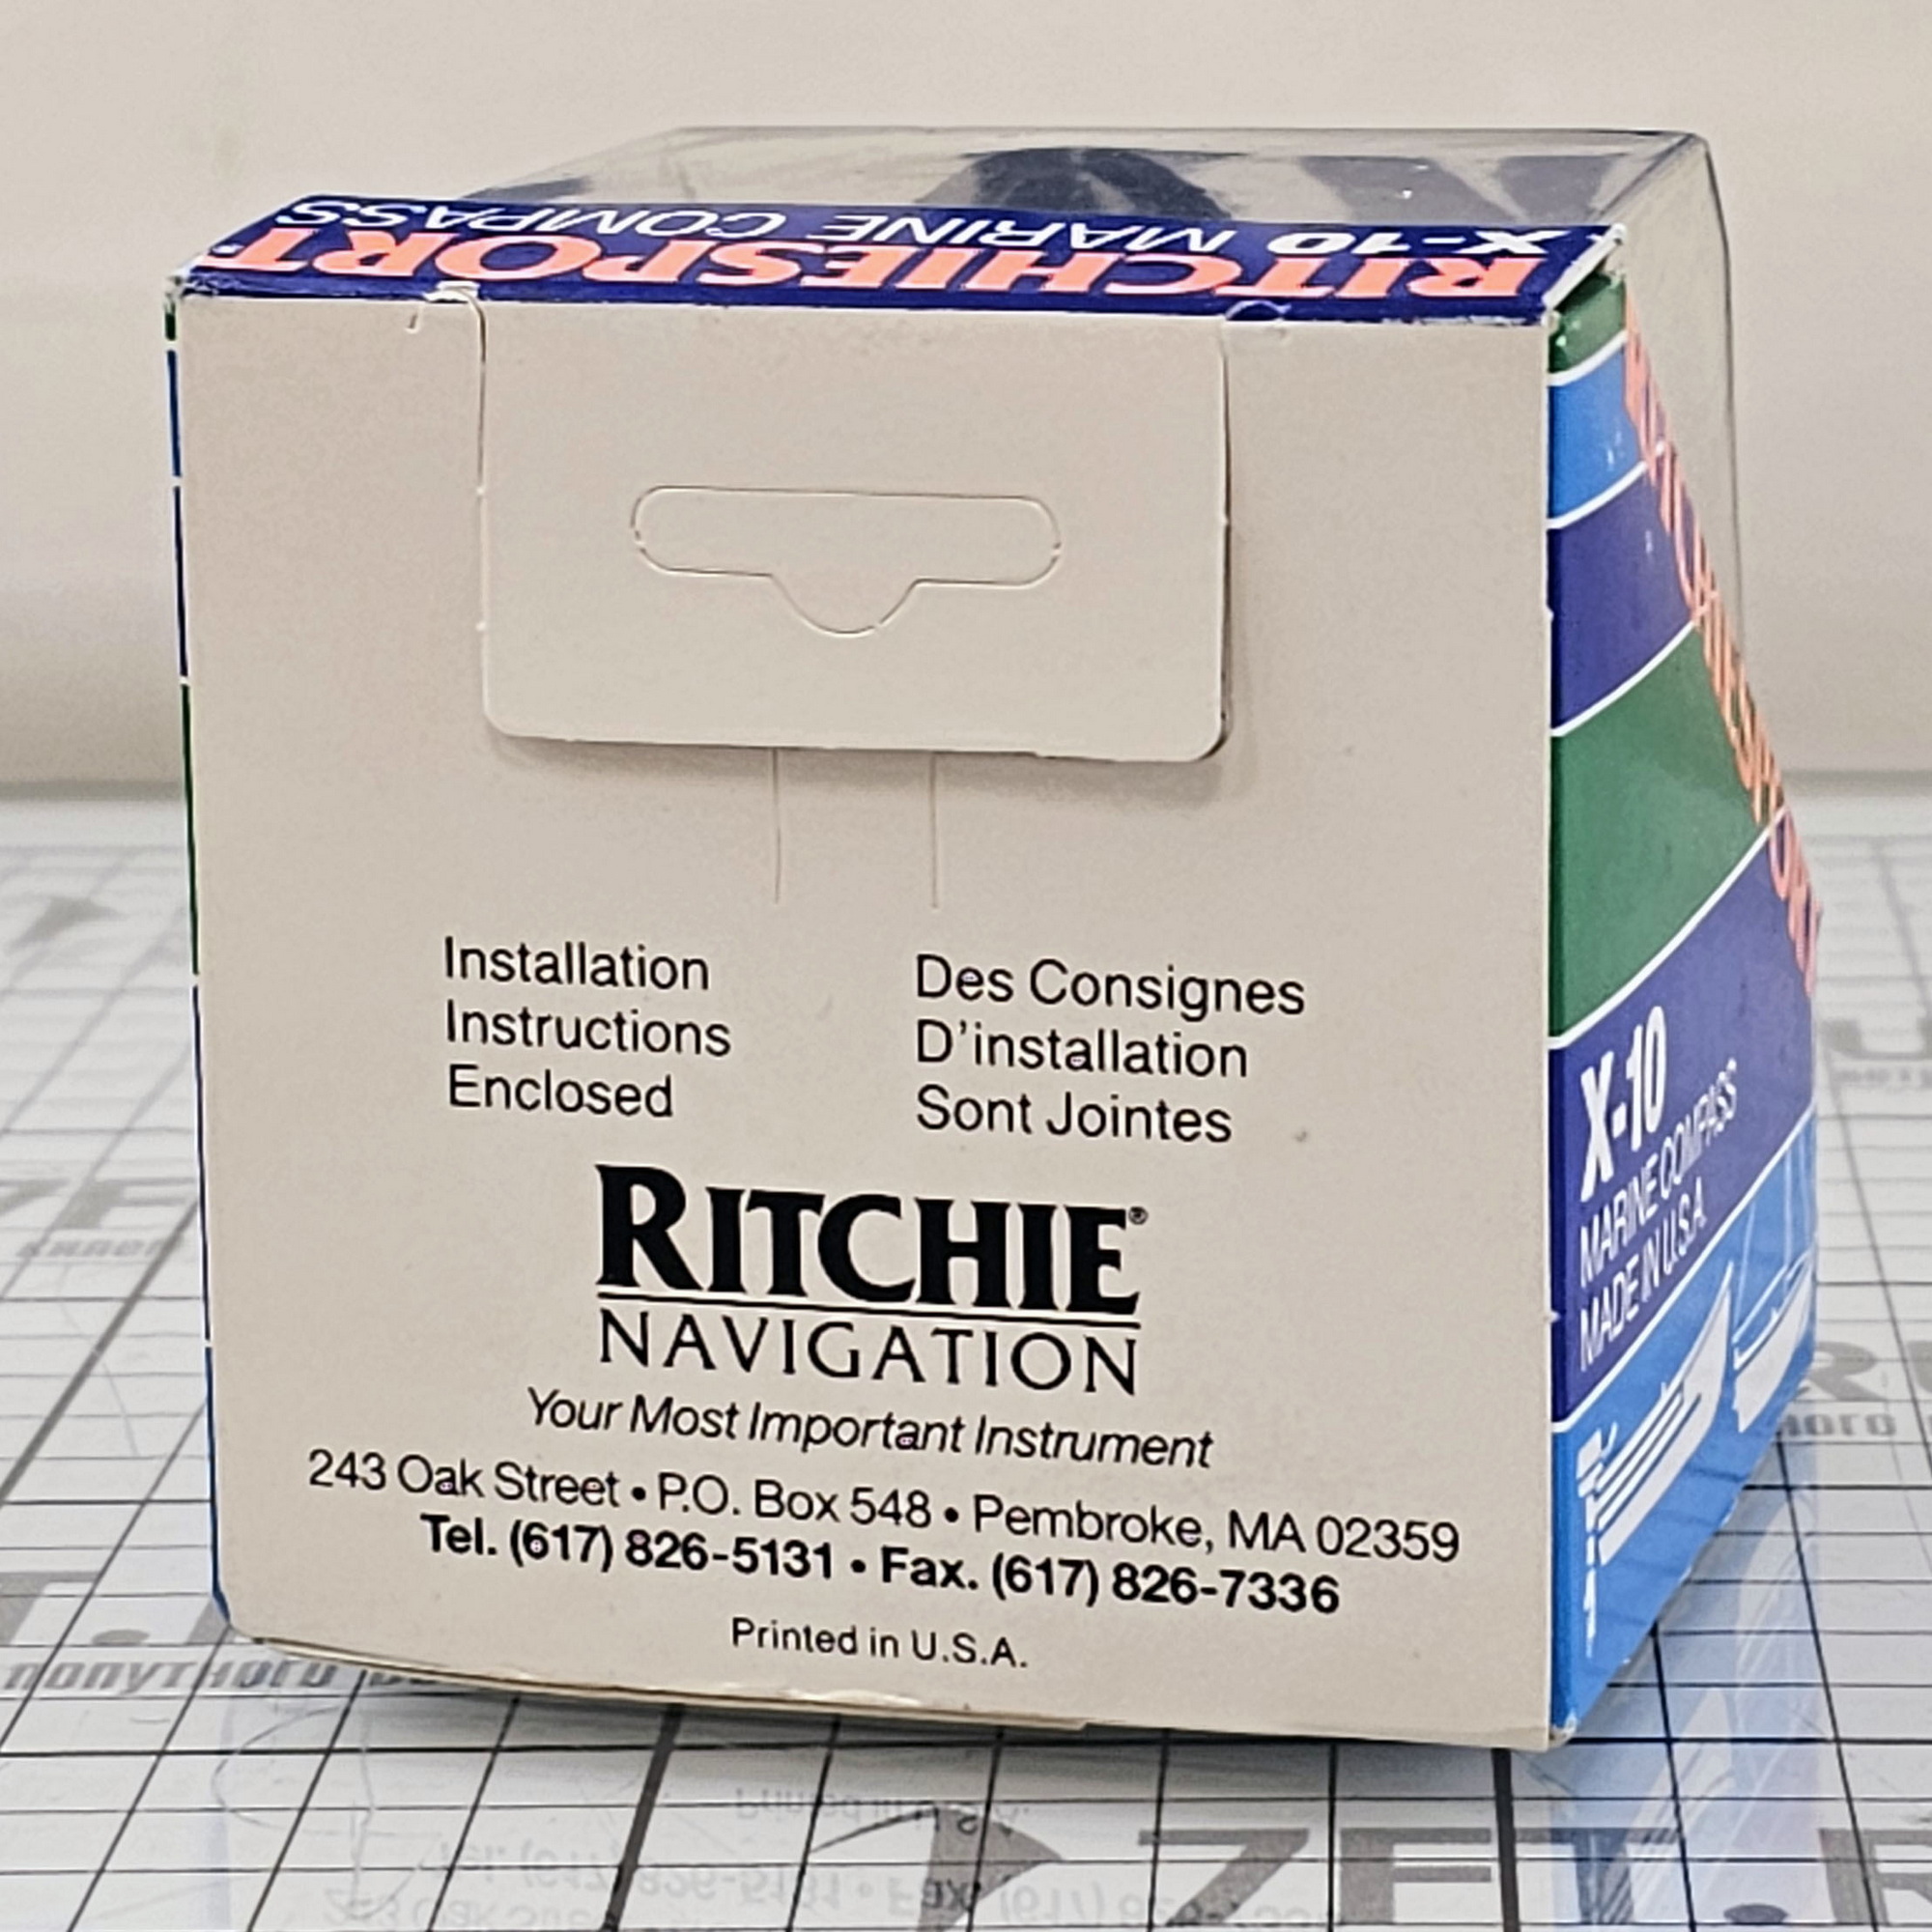 X-10 MARINE COMPASS
RITCHIESPORT
Installation
Instructions
Enclosed
Des Consignes
D'installation
Sont Jointes
RITCHIE®
NAVIGATION
Your Most Important Instrument
243 Oak Street • P.O. Box 548 • Pembroke, MA 02359
Tel. (617) 826-5131 • Fax. (617) 826-7336
Printed in U.S.A.
X-10
MARINE COMPASS
MADE IN U.S.A.
попутного